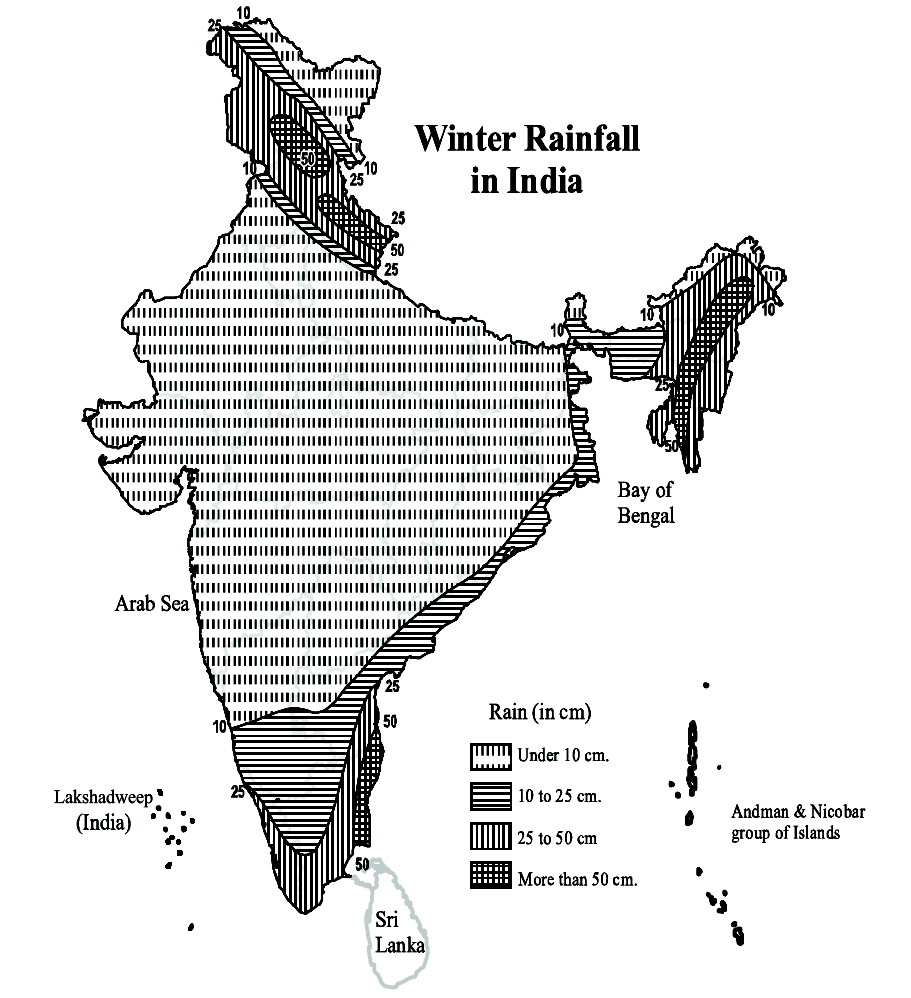 10
25
Winter Rainfall
in India
50
10
10
25
25
50
25
10
10
10
25
50
Bay of
Bengal
Arab Sea
25
50
10
Rain (in cm)
Under 10 cm.
10 to 25 cm.
25 to 50 cm
More than 50 cm.
25
Lakshadweep
(India)
Andman & Nicobar
group of Islands
50
Sri
Lanka